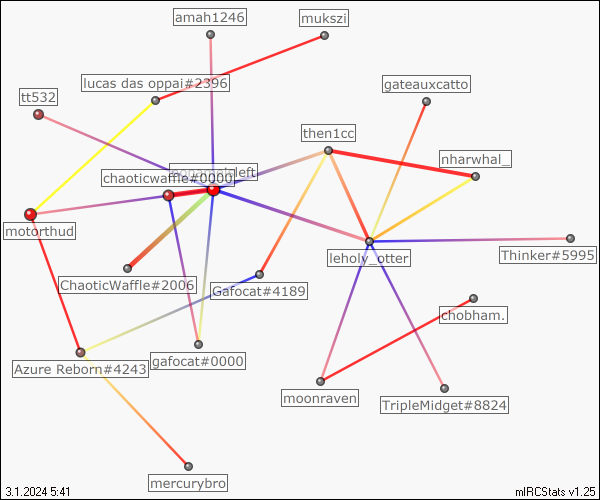 amah1246
mukszi
lucas das oppai#2396
gateauxcatto
tt532
then1cc
nharwhal_
left
chaoticwaffle#0000
motorthud
leholy_otter
Thinker#5995
ChaoticWaffle#2006
Gafocat#4189
chobham.
gafocat#0000
Azure Reborn#4243
moonraven
TripleMidget#8824
mercurybro
3.1.2024 5:41
mIRCStats v1.25